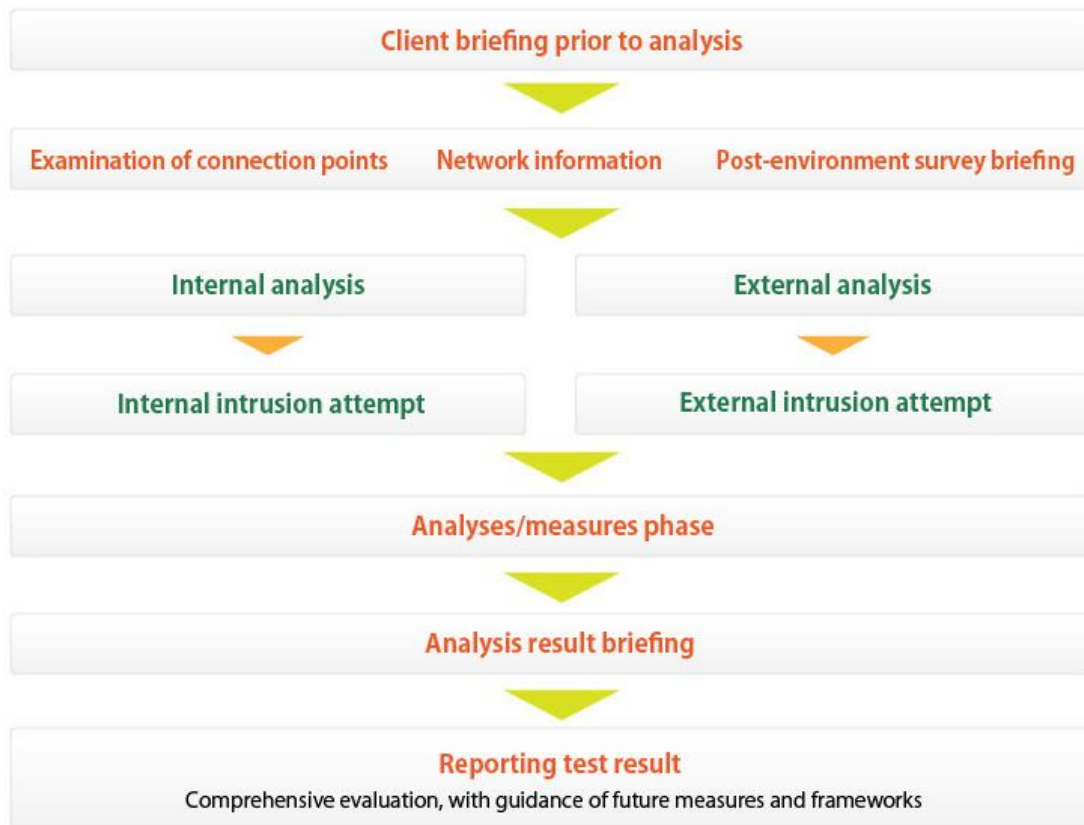 Client briefing prior to analysis
Examination of connection points Network information Post-environment survey briefing
Internal analysis External analysis
Internal intrusion attempt External intrusion attempt
Analyses/measures phase
Analysis result briefing
Reporting test result
Comprehensive evaluation, with guidance of future measures and frameworks